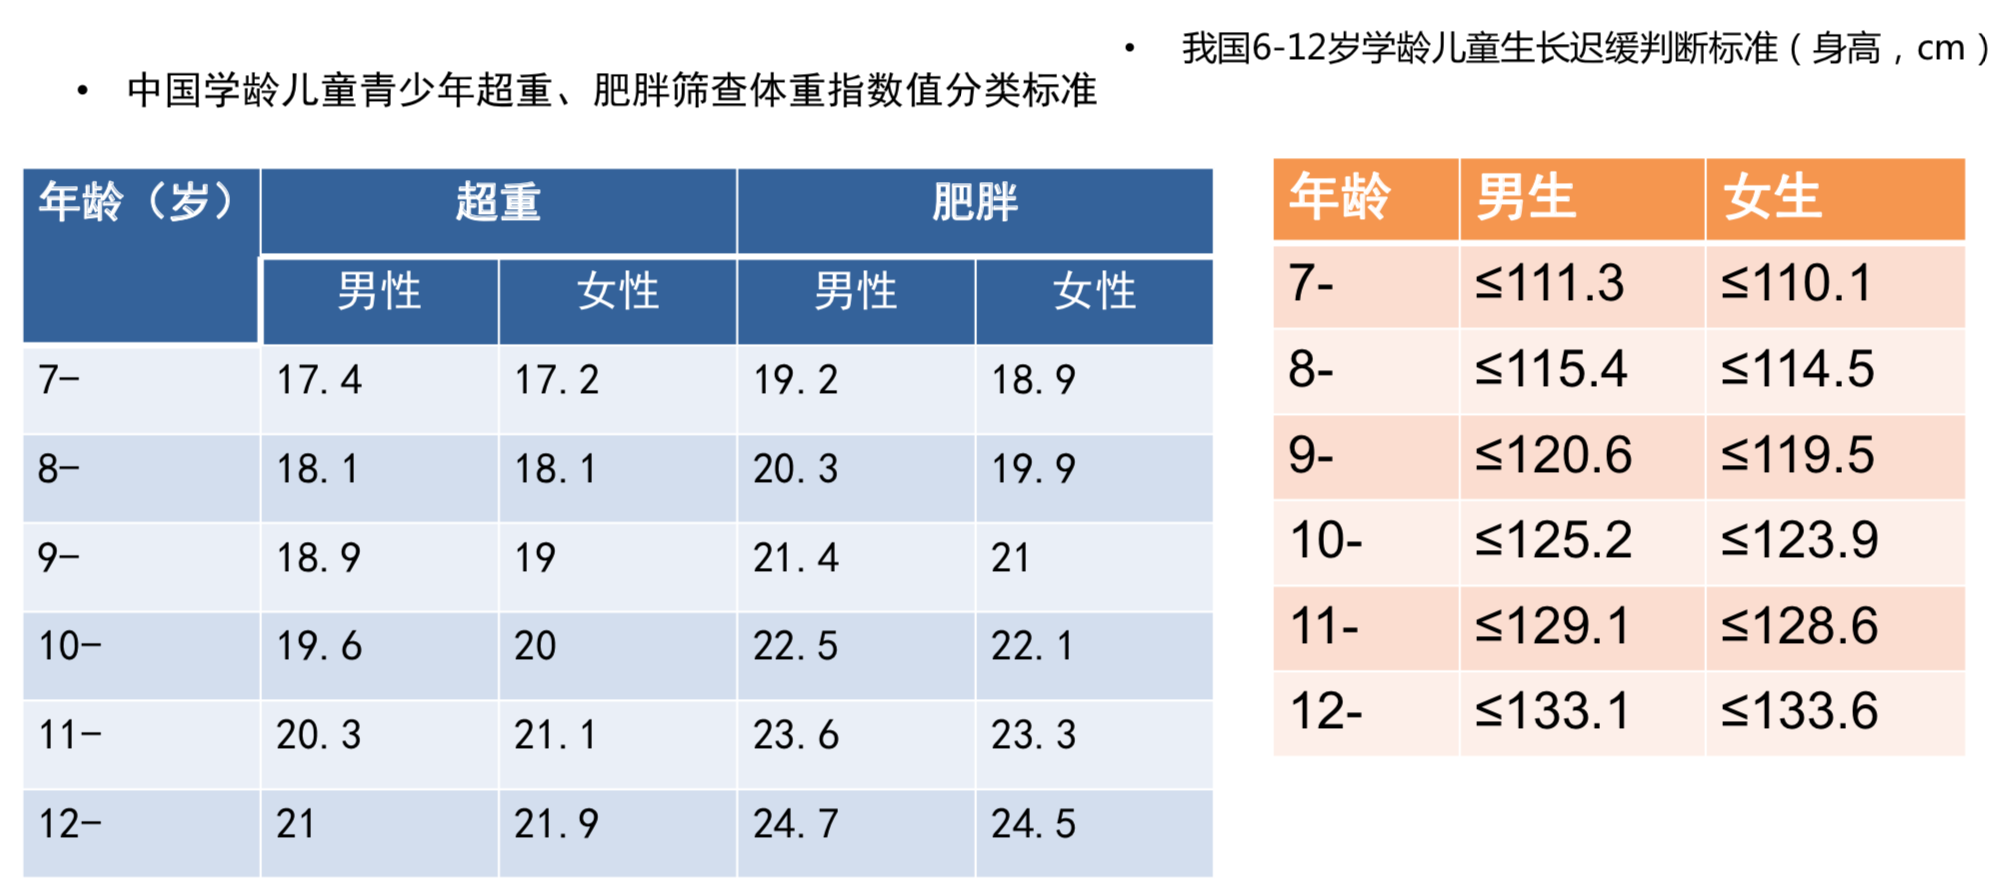 • 我国6-12岁学龄儿童生长迟缓判断标准（身高，cm）
• 中国学龄儿童青少年超重、肥胖筛查体重指数值分类标准
年龄（岁） 超重 肥胖
男性 女性 男性 女性
7— 17.4 17.2 19.2 18.9
8— 18.1 18.1 20.3 19.9
9— 18.9 19 21.4 21
10— 19.6 20 22.5 22.1
11— 20.3 21.1 23.6 23.3
12— 21 21.9 24.7 24.5
年龄 男生 女生
7- ≤111.3 ≤110.1
8- ≤115.4 ≤114.5
9- ≤120.6 ≤119.5
10- ≤125.2 ≤123.9
11- ≤129.1 ≤128.6
12- ≤133.1 ≤133.6